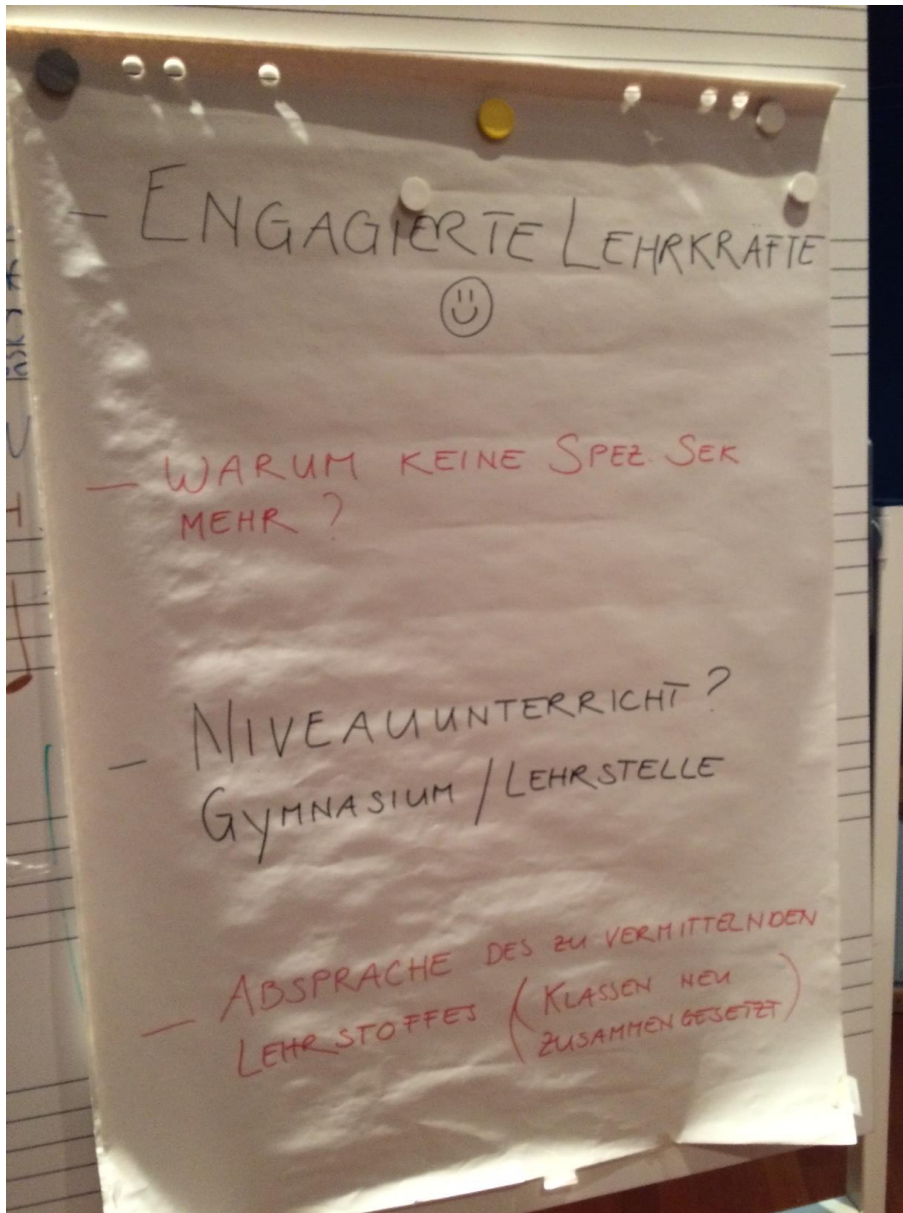 - ENGAGIERTE LEHRKRÄFTE
- WARUM KEINE SPEZ. SEK
MEHR ?
- NIVEAUUNTERRICHT ?
GYMNASIUM / LEHRSTELLE
- ABSPRACHE DES ZU VERMITTELNDEN
LEHRSTOFFES (KLASSEN NEU
ZUSAMMENGESETZT)